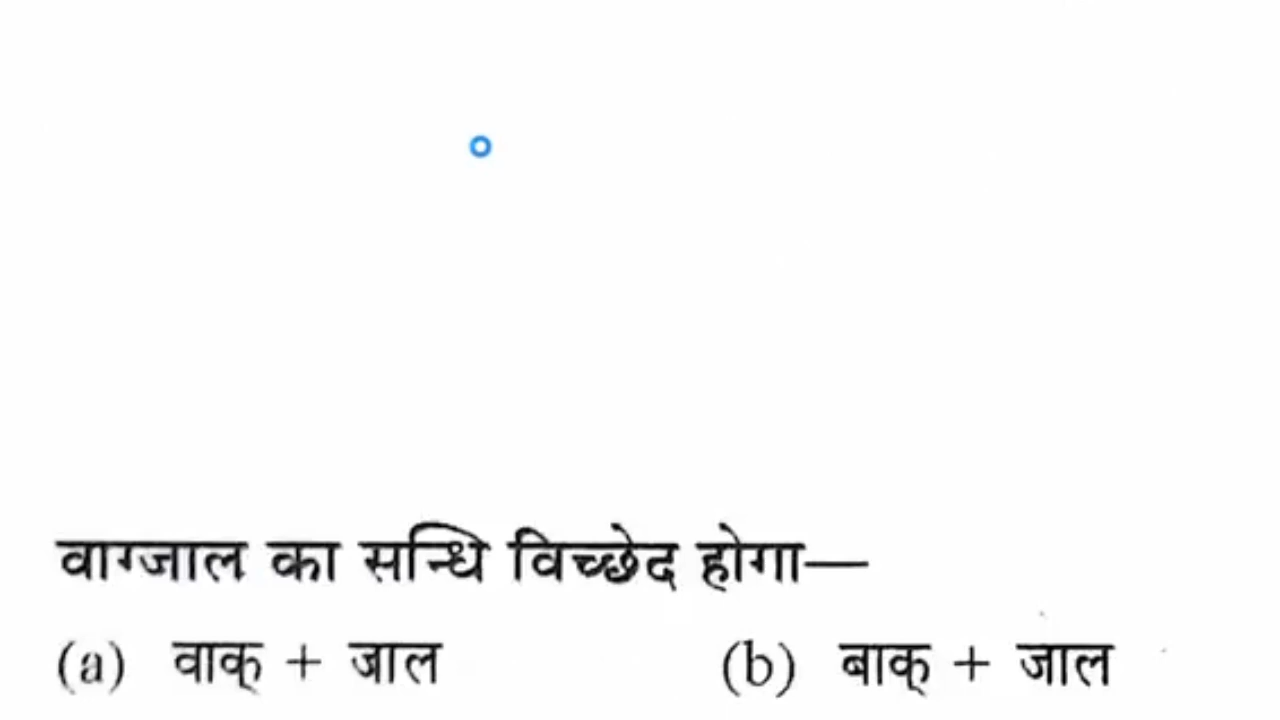 वाग्जाल का सन्धि विच्छेद होगा—
(a) वाक् + जाल (b) बाक् + जाल